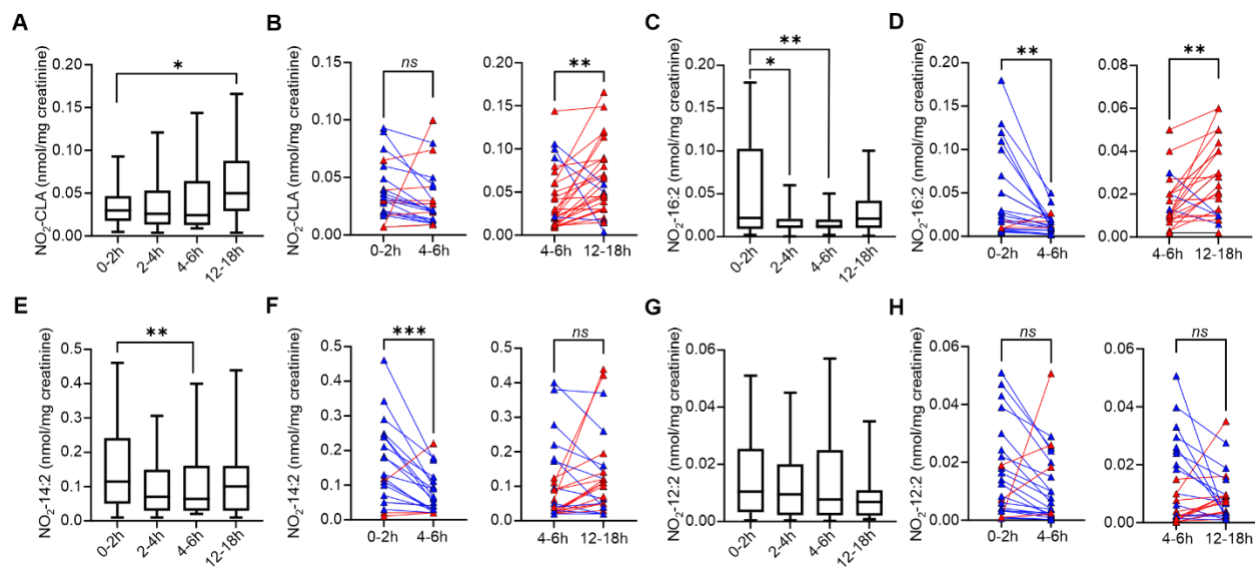 A
NO₂-CLA (nmol/mg creatinine)
0.20
0.15
0.10
0.05
0.00
*
0-2h
2-4h
4-6h
12-18h
B
NO₂-CLA (nmol/mg creatinine)
0.20
0.15
0.10
0.05
0.00
ns
0-2h
4-6h
0.20
0.15
0.10
0.05
0.00
**
4-6h
12-18h
C
NO₂-16:2 (nmol/mg creatinine)
0.20
0.15
0.10
0.05
0.00
**
*
0-2h
2-4h
4-6h
12-18h
D
NO₂-16:2 (nmol/mg creatinine)
0.20
0.15
0.10
0.05
0.00
**
0-2h
4-6h
0.08
0.06
0.04
0.02
0.00
**
4-6h
12-18h
E
NO₂-14:2 (nmol/mg creatinine)
0.5
0.4
0.3
0.2
0.1
0.0
**
0-2h
2-4h
4-6h
12-18h
F
NO₂-14:2 (nmol/mg creatinine)
0.5
0.4
0.3
0.2
0.1
0.0
***
0-2h
4-6h
0.5
0.4
0.3
0.2
0.1
0.0
ns
4-6h
12-18h
G
NO₂-12:2 (nmol/mg creatinine)
0.06
0.04
0.02
0.00
0-2h
2-4h
4-6h
12-18h
H
NO₂-12:2 (nmol/mg creatinine)
0.06
0.04
0.02
0.00
ns
0-2h
4-6h
0.06
0.04
0.02
0.00
ns
4-6h
12-18h